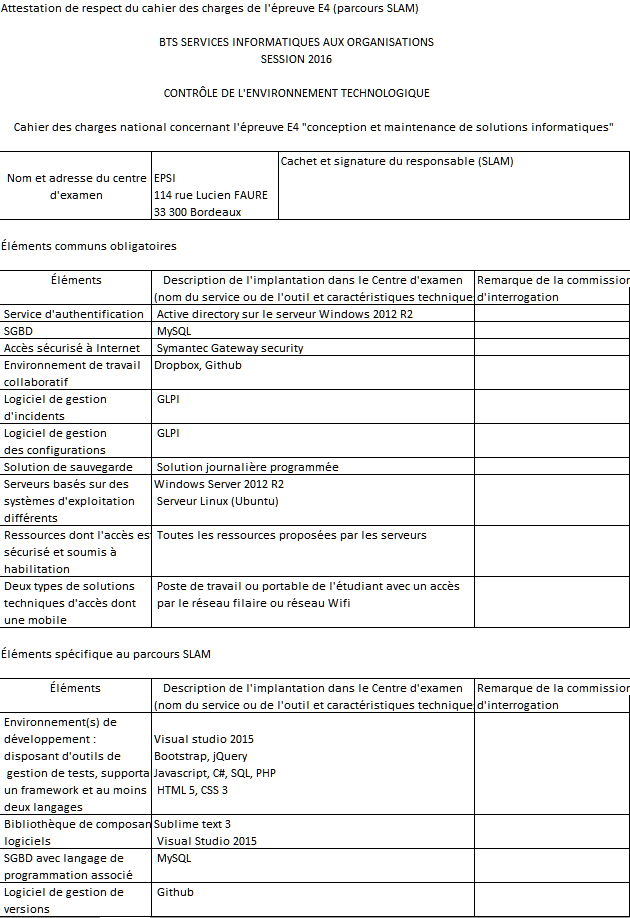 Attestation de respect du cahier des charges de l'épreuve E4 (parcours SLAM)
BTS SERVICES INFORMATIQUES AUX ORGANISATIONS
SESSION 2016
CONTRÔLE DE L'ENVIRONNEMENT TECHNOLOGIQUE
Cahier des charges national concernant l'épreuve E4 "conception et maintenance de solutions informatiques"
Nom et adresse du centre d'examen
EPSI
114 rue Lucien FAURE
33 300 Bordeaux
Cachet et signature du responsable (SLAM)
Éléments communs obligatoires
Éléments
Description de l'implantation dans le Centre d'examen
(nom du service ou de l'outil et caractéristiques technique
Remarque de la commission
d'interrogation
Service d'authentification
Active directory sur le serveur Windows 2012 R2
SGBD
MySQL
Accès sécurisé à Internet
Symantec Gateway security
Environnement de travail
collaboratif
Dropbox, Github
Logiciel de gestion
d'incidents
GLPI
Logiciel de gestion
des configurations
GLPI
Solution de sauvegarde
Solution journalière programmée
Serveurs basés sur des
systèmes d'exploitation
différents
Windows Server 2012 R2
Serveur Linux (Ubuntu)
Ressources dont l'accès es
sécurisé et soumis à
habilitation
Toutes les ressources proposées par les serveurs
Deux types de solutions
techniques d'accès dont
une mobile
Poste de travail ou portable de l'étudiant avec un accès
par le réseau filaire ou réseau Wifi
Éléments spécifique au parcours SLAM
Éléments
Description de l'implantation dans le Centre d'examen
(nom du service ou de l'outil et caractéristiques technique
Remarque de la commission
d'interrogation
Environnement(s) de
développement :
disposant d'outils de
gestion de tests, supporta
un framework et au moins
deux langages
Visual studio 2015
Bootstrap, jQuery
Javascript, C#, SQL, PHP
HTML 5, CSS 3
Bibliothèque de composan
logiciels
Sublime text 3
Visual Studio 2015
SGBD avec langage de
programmation associé
MySQL
Logiciel de gestion de
versions
Github